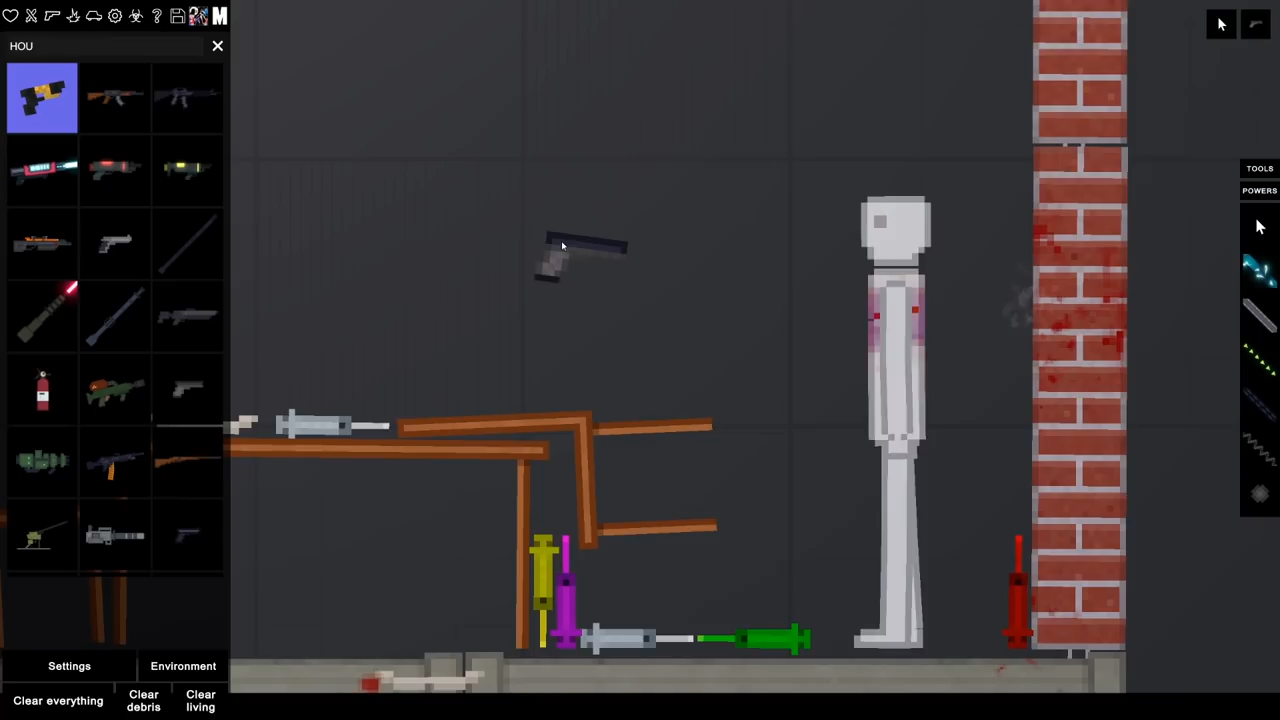 M
HOU
TOOLS
POWERS
Settings
Environment
Clear everything
Clear
debris
Clear
living